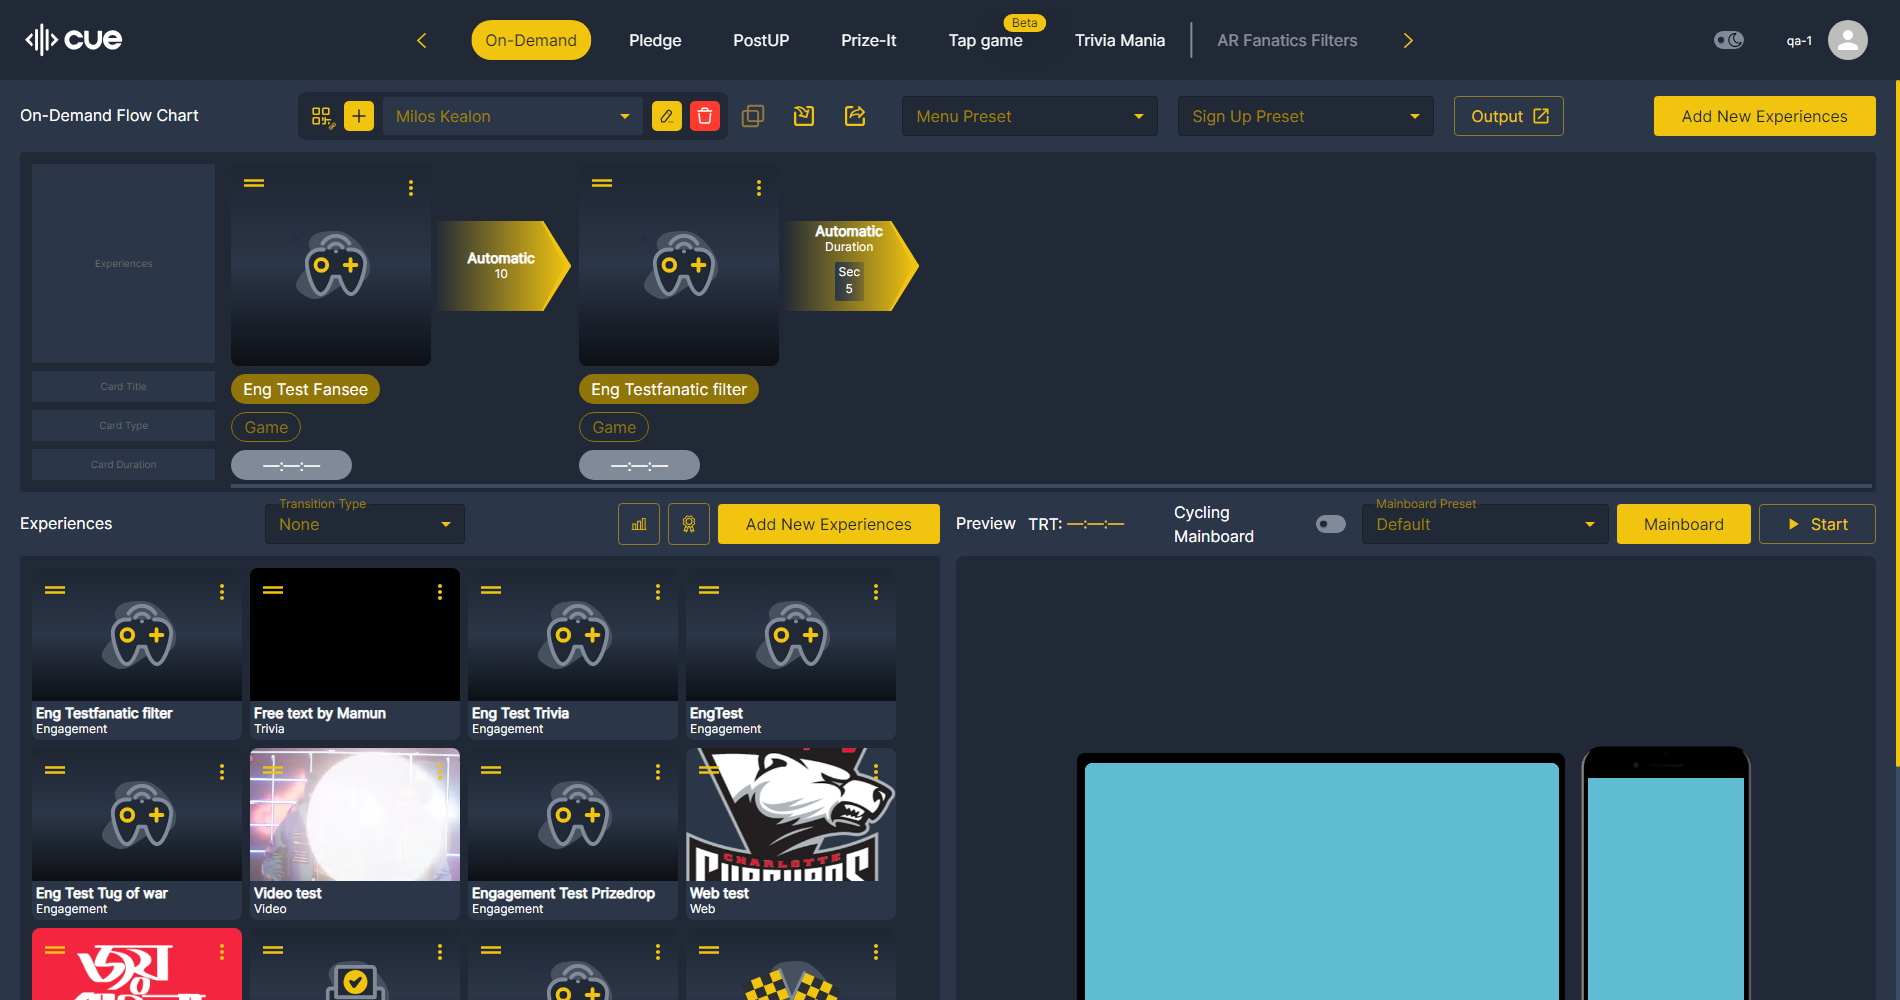 cue
On-Demand
Pledge
PostUP
Prize-It
Tap game
Beta
Trivia Mania
AR Fanatics Filters
qa-1
On-Demand Flow Chart
Milos Kealon
Menu Preset
Sign Up Preset
Output
Add New Experiences
Experiences
Automatic
10
Automatic
Duration
Sec
5
Card Title
Eng Test Fansee
Eng Testfanatic filter
Card Type
Game
Game
Card Duration
—:—:—
—:—:—
Experiences
Transition Type
None
Add New Experiences
Preview
TRT: —:—:—
Cycling
Mainboard
Mainboard Preset
Default
Mainboard
Start
Eng Testfanatic filter
Engagement
Free text by Mamun
Trivia
Eng Test Trivia
Engagement
EngTest
Engagement
CHARLOTTE
Eng Test Tug of war
Engagement
Video test
Video
Engagement Test Prizedrop
Engagement
Web test
Web
জয়